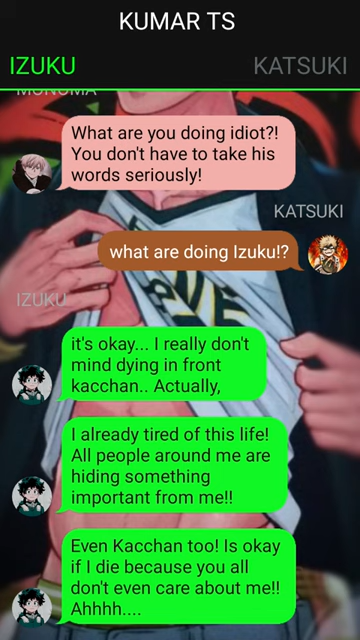 KUMAR TS
IZUKU
KATSUKI
MONOMA
What are you doing idiot?!
You don't have to take his
words seriously!
KATSUKI
what are doing Izuku!?
IZUKU
it's okay... I really don't
mind dying in front
kacchan.. Actually,
I already tired of this life!
All people around me are
hiding something
important from me!!
Even Kacchan too! Is okay
if I die because you all
don't even care about me!!
Ahhhh....